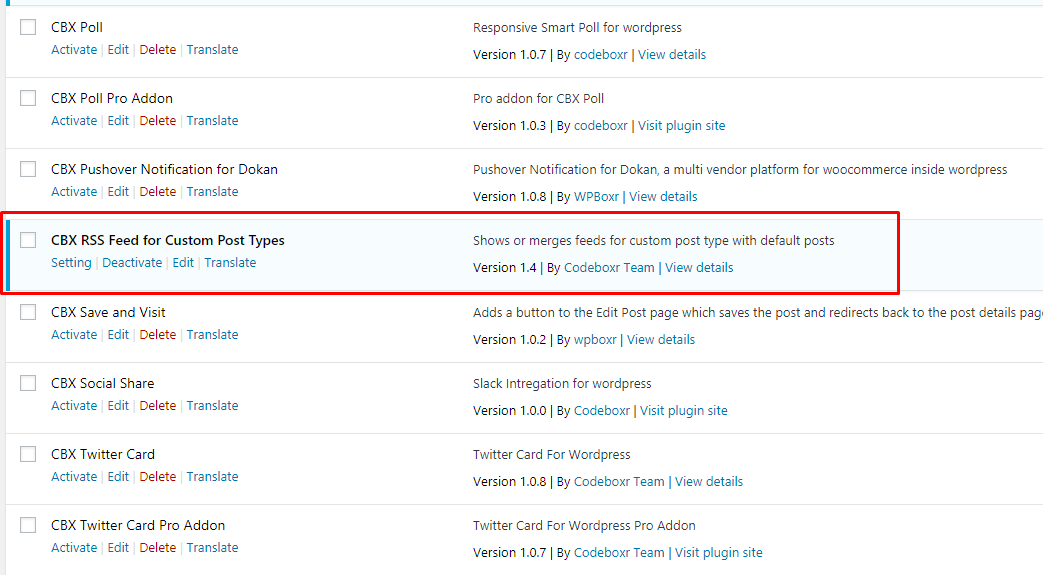 CBX Poll Responsive Smart Poll for wordpress
Activate | Edit | Delete | Translate Version 1.0.7 | By codeboxr | View details
CBX Poll Pro Addon Pro addon for CBX Poll
Activate | Edit | Delete | Translate Version 1.0.3 | By codeboxr | Visit plugin site
CBX Pushover Notification for Dokan Pushover Notification for Dokan, a multi vendor platform for woocommerce inside wordpress
Activate | Edit | Delete | Translate Version 1.0.8 | By WPBoxr | View details
CBX RSS Feed for Custom Post Types Shows or merges feeds for custom post type with default posts
Setting | Deactivate | Edit | Translate Version 1.4 | By Codeboxr Team | View details
CBX Save and Visit Adds a button to the Edit Post page which saves the post and redirects back to the post details pag
Activate | Edit | Delete | Translate Version 1.0.2 | By wpboxr | View details
CBX Social Share Slack Intregation for wordpress
Activate | Edit | Delete | Translate Version 1.0.0 | By Codeboxr | Visit plugin site
CBX Twitter Card Twitter Card For Wordpress
Activate | Edit | Delete | Translate Version 1.0.8 | By Codeboxr Team | View details
CBX Twitter Card Pro Addon Twitter Card For Wordpress Pro Addon
Activate | Edit | Delete | Translate Version 1.0.7 | By Codeboxr Team | Visit plugin site